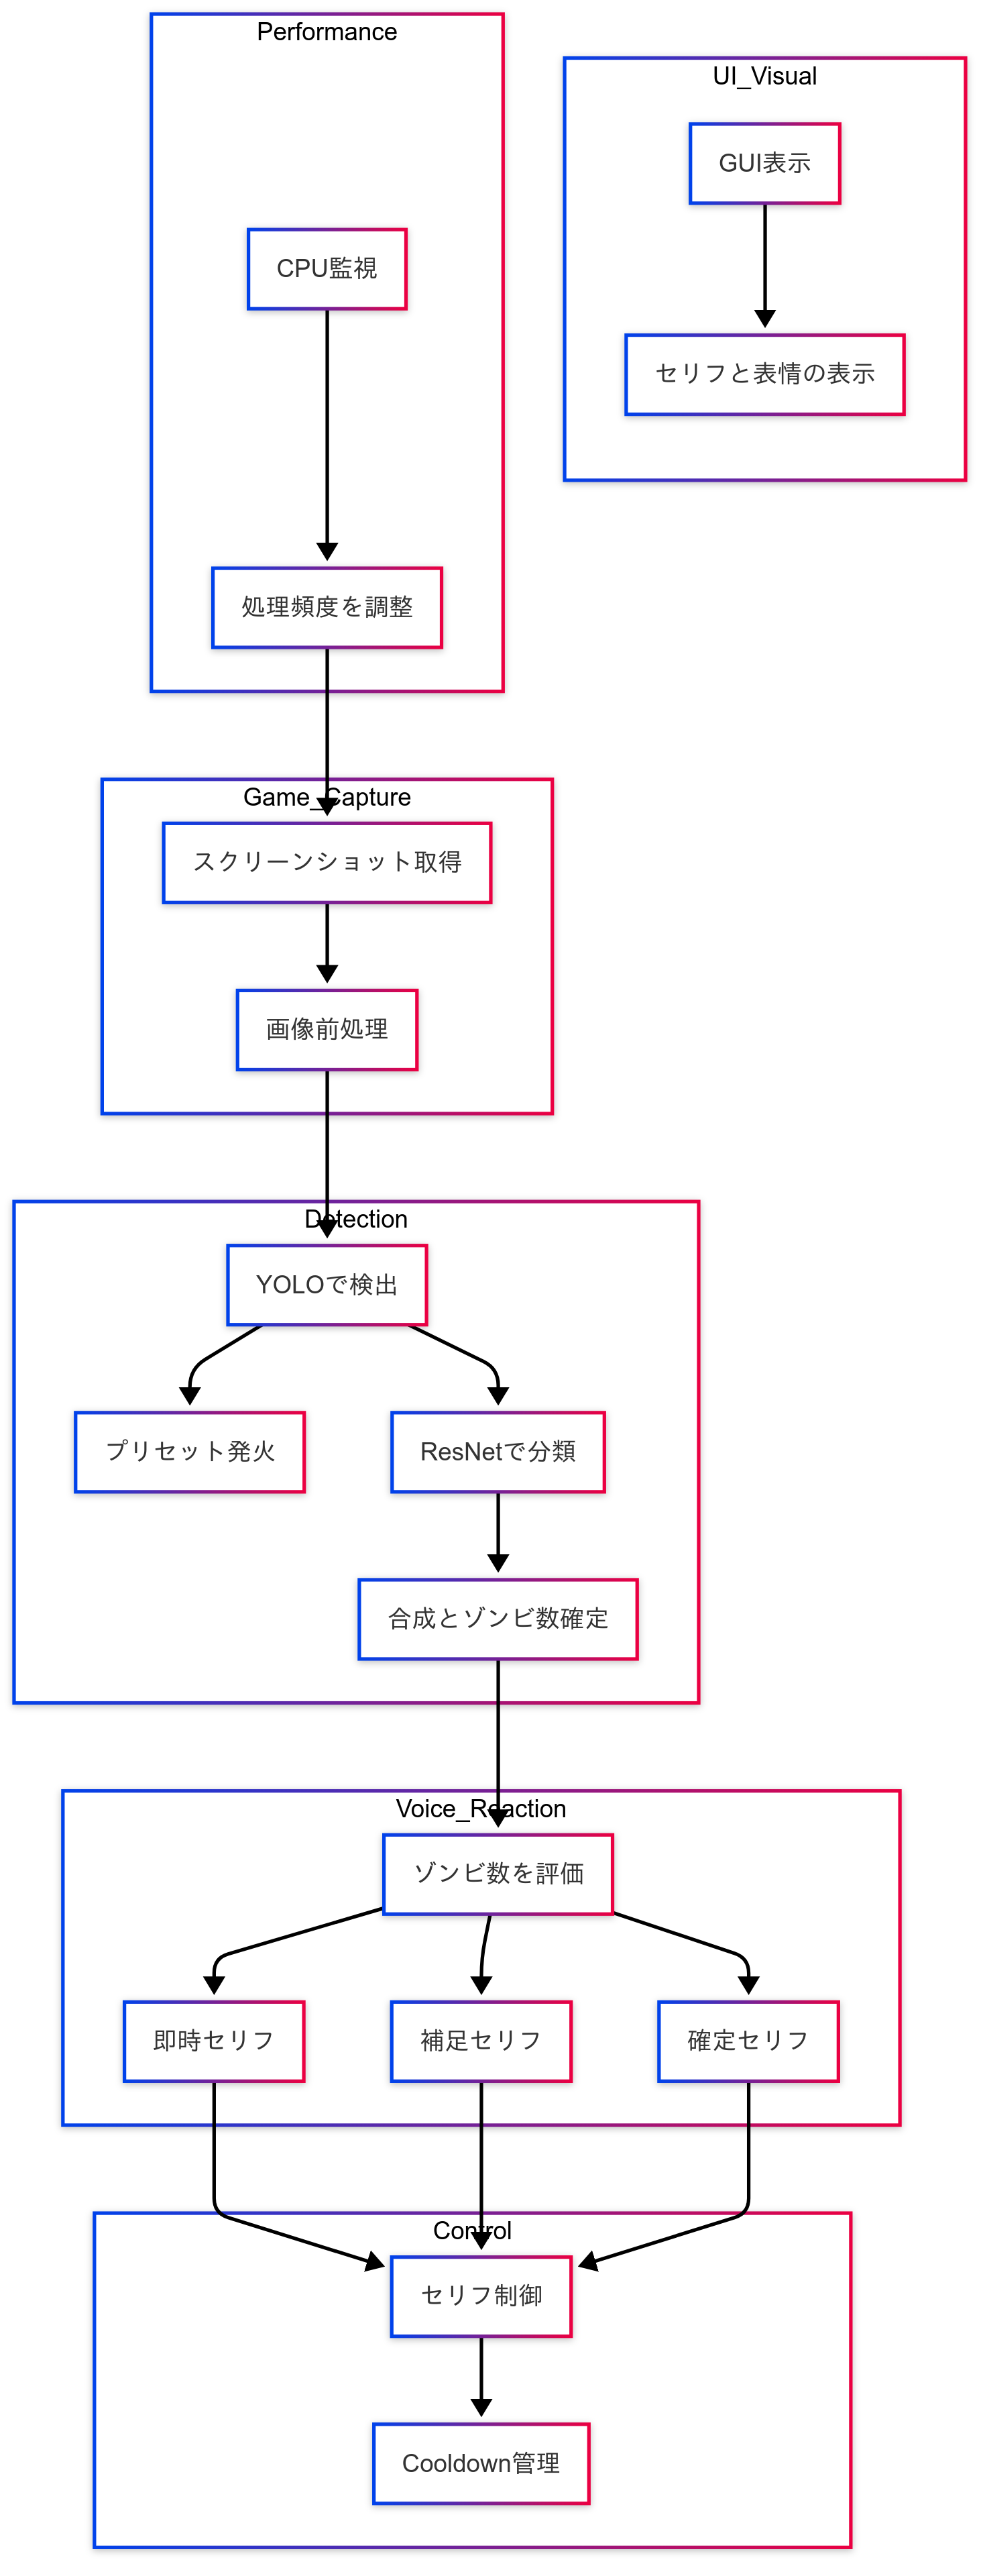 Performance
CPU監視
処理頻度を調整
UI_Visual
GUI表示
セリフと表情の表示
Game_Capture
スクリーンショット取得
画像前処理
Detection
YOLOで検出
プリセット発火
ResNetで分類
合成とゾンビ数確定
Voice_Reaction
ゾンビ数を評価
即時セリフ
補足セリフ
確定セリフ
Control
セリフ制御
Cooldown管理